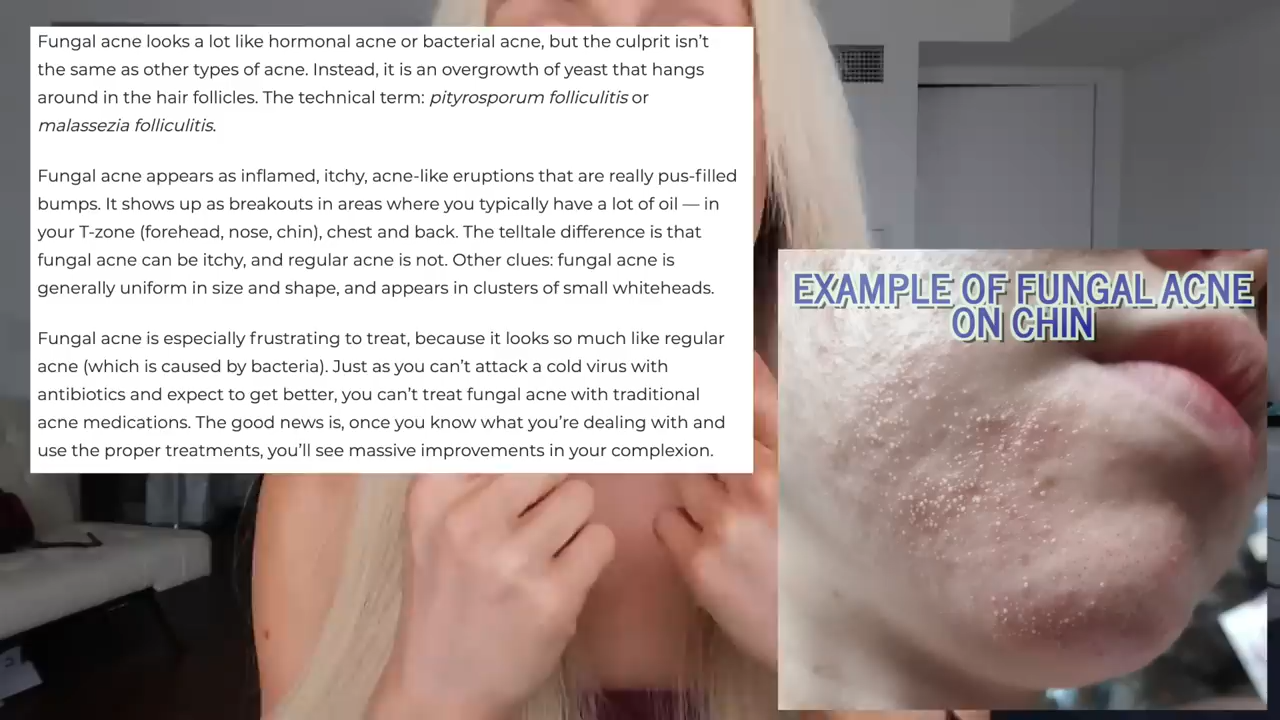 Fungal acne looks a lot like hormonal acne or bacterial acne, but the culprit isn’t
the same as other types of acne. Instead, it is an overgrowth of yeast that hangs
around in the hair follicles. The technical term: pityrosporum folliculitis or
malassezia folliculitis.
Fungal acne appears as inflamed, itchy, acne-like eruptions that are really pus-filled
bumps. It shows up as breakouts in areas where you typically have a lot of oil — in
your T-zone (forehead, nose, chin), chest and back. The telltale difference is that
fungal acne can be itchy, and regular acne is not. Other clues: fungal acne is
generally uniform in size and shape, and appears in clusters of small whiteheads.
Fungal acne is especially frustrating to treat, because it looks so much like regular
acne (which is caused by bacteria). Just as you can’t attack a cold virus with
antibiotics and expect to get better, you can’t treat fungal acne with traditional
acne medications. The good news is, once you know what you’re dealing with and
use the proper treatments, you’ll see massive improvements in your complexion.
EXAMPLE OF FUNGAL ACNE
ON CHIN